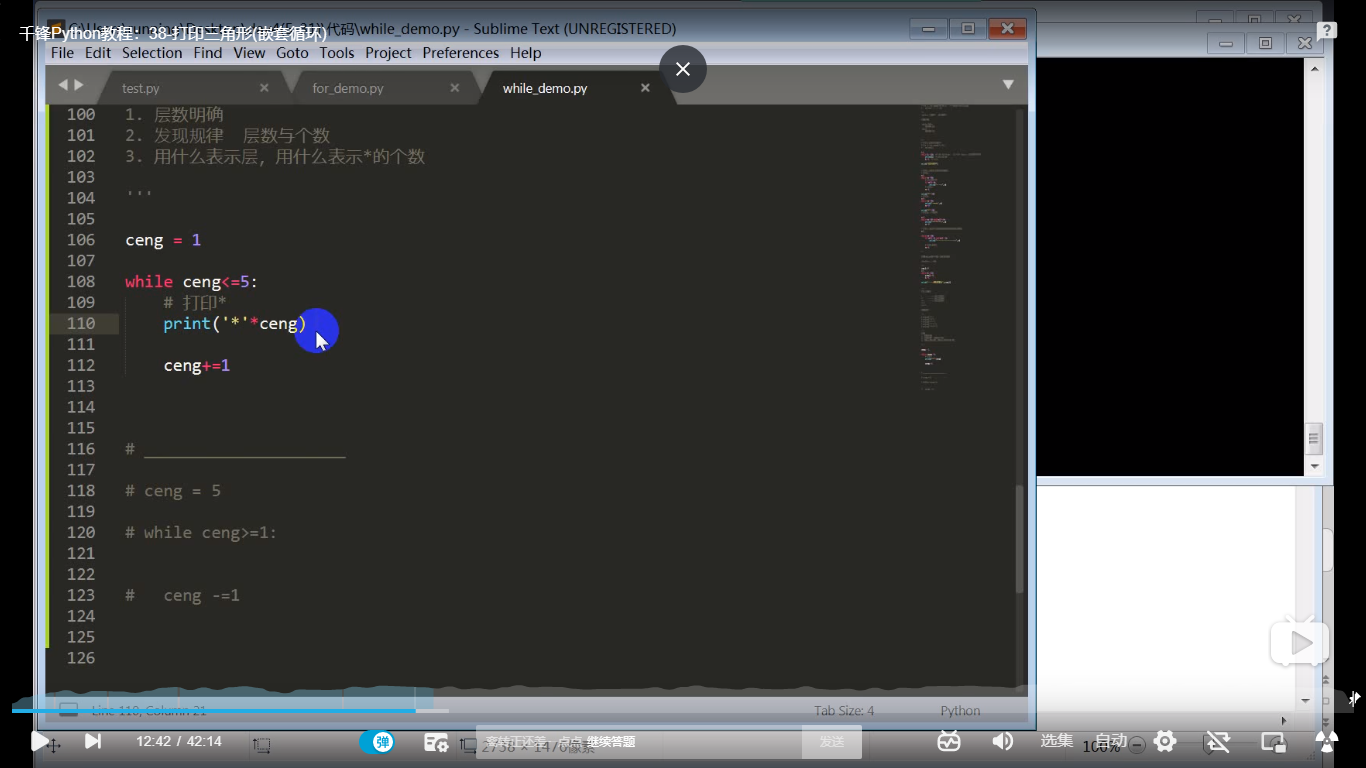 千锋Python教程：38-打印三角形(嵌套循环)
代码\while_demo.py - Sublime Text (UNREGISTERED)
File Edit Selection Find View Goto Tools Project Preferences Help
test.py
for_demo.py
while_demo.py
100 1. 层数明确
101 2. 发现规律 层数与个数
102 3. 用什么表示层，用什么表示*的个数
103
104 '''
105
106 ceng = 1
107
108 while ceng<=5:
109 # 打印*
110 print('*'*ceng)
111
112 ceng+=1
113
114
115
116 # _____________________
117
118 # ceng = 5
119
120 # while ceng>=1:
121
122
123 # ceng -=1
124
125
126
Line 110, Column 21
Tab Size: 4
Python
12:42 / 42:14
弹
继续答题
发送
选集
自动
100%